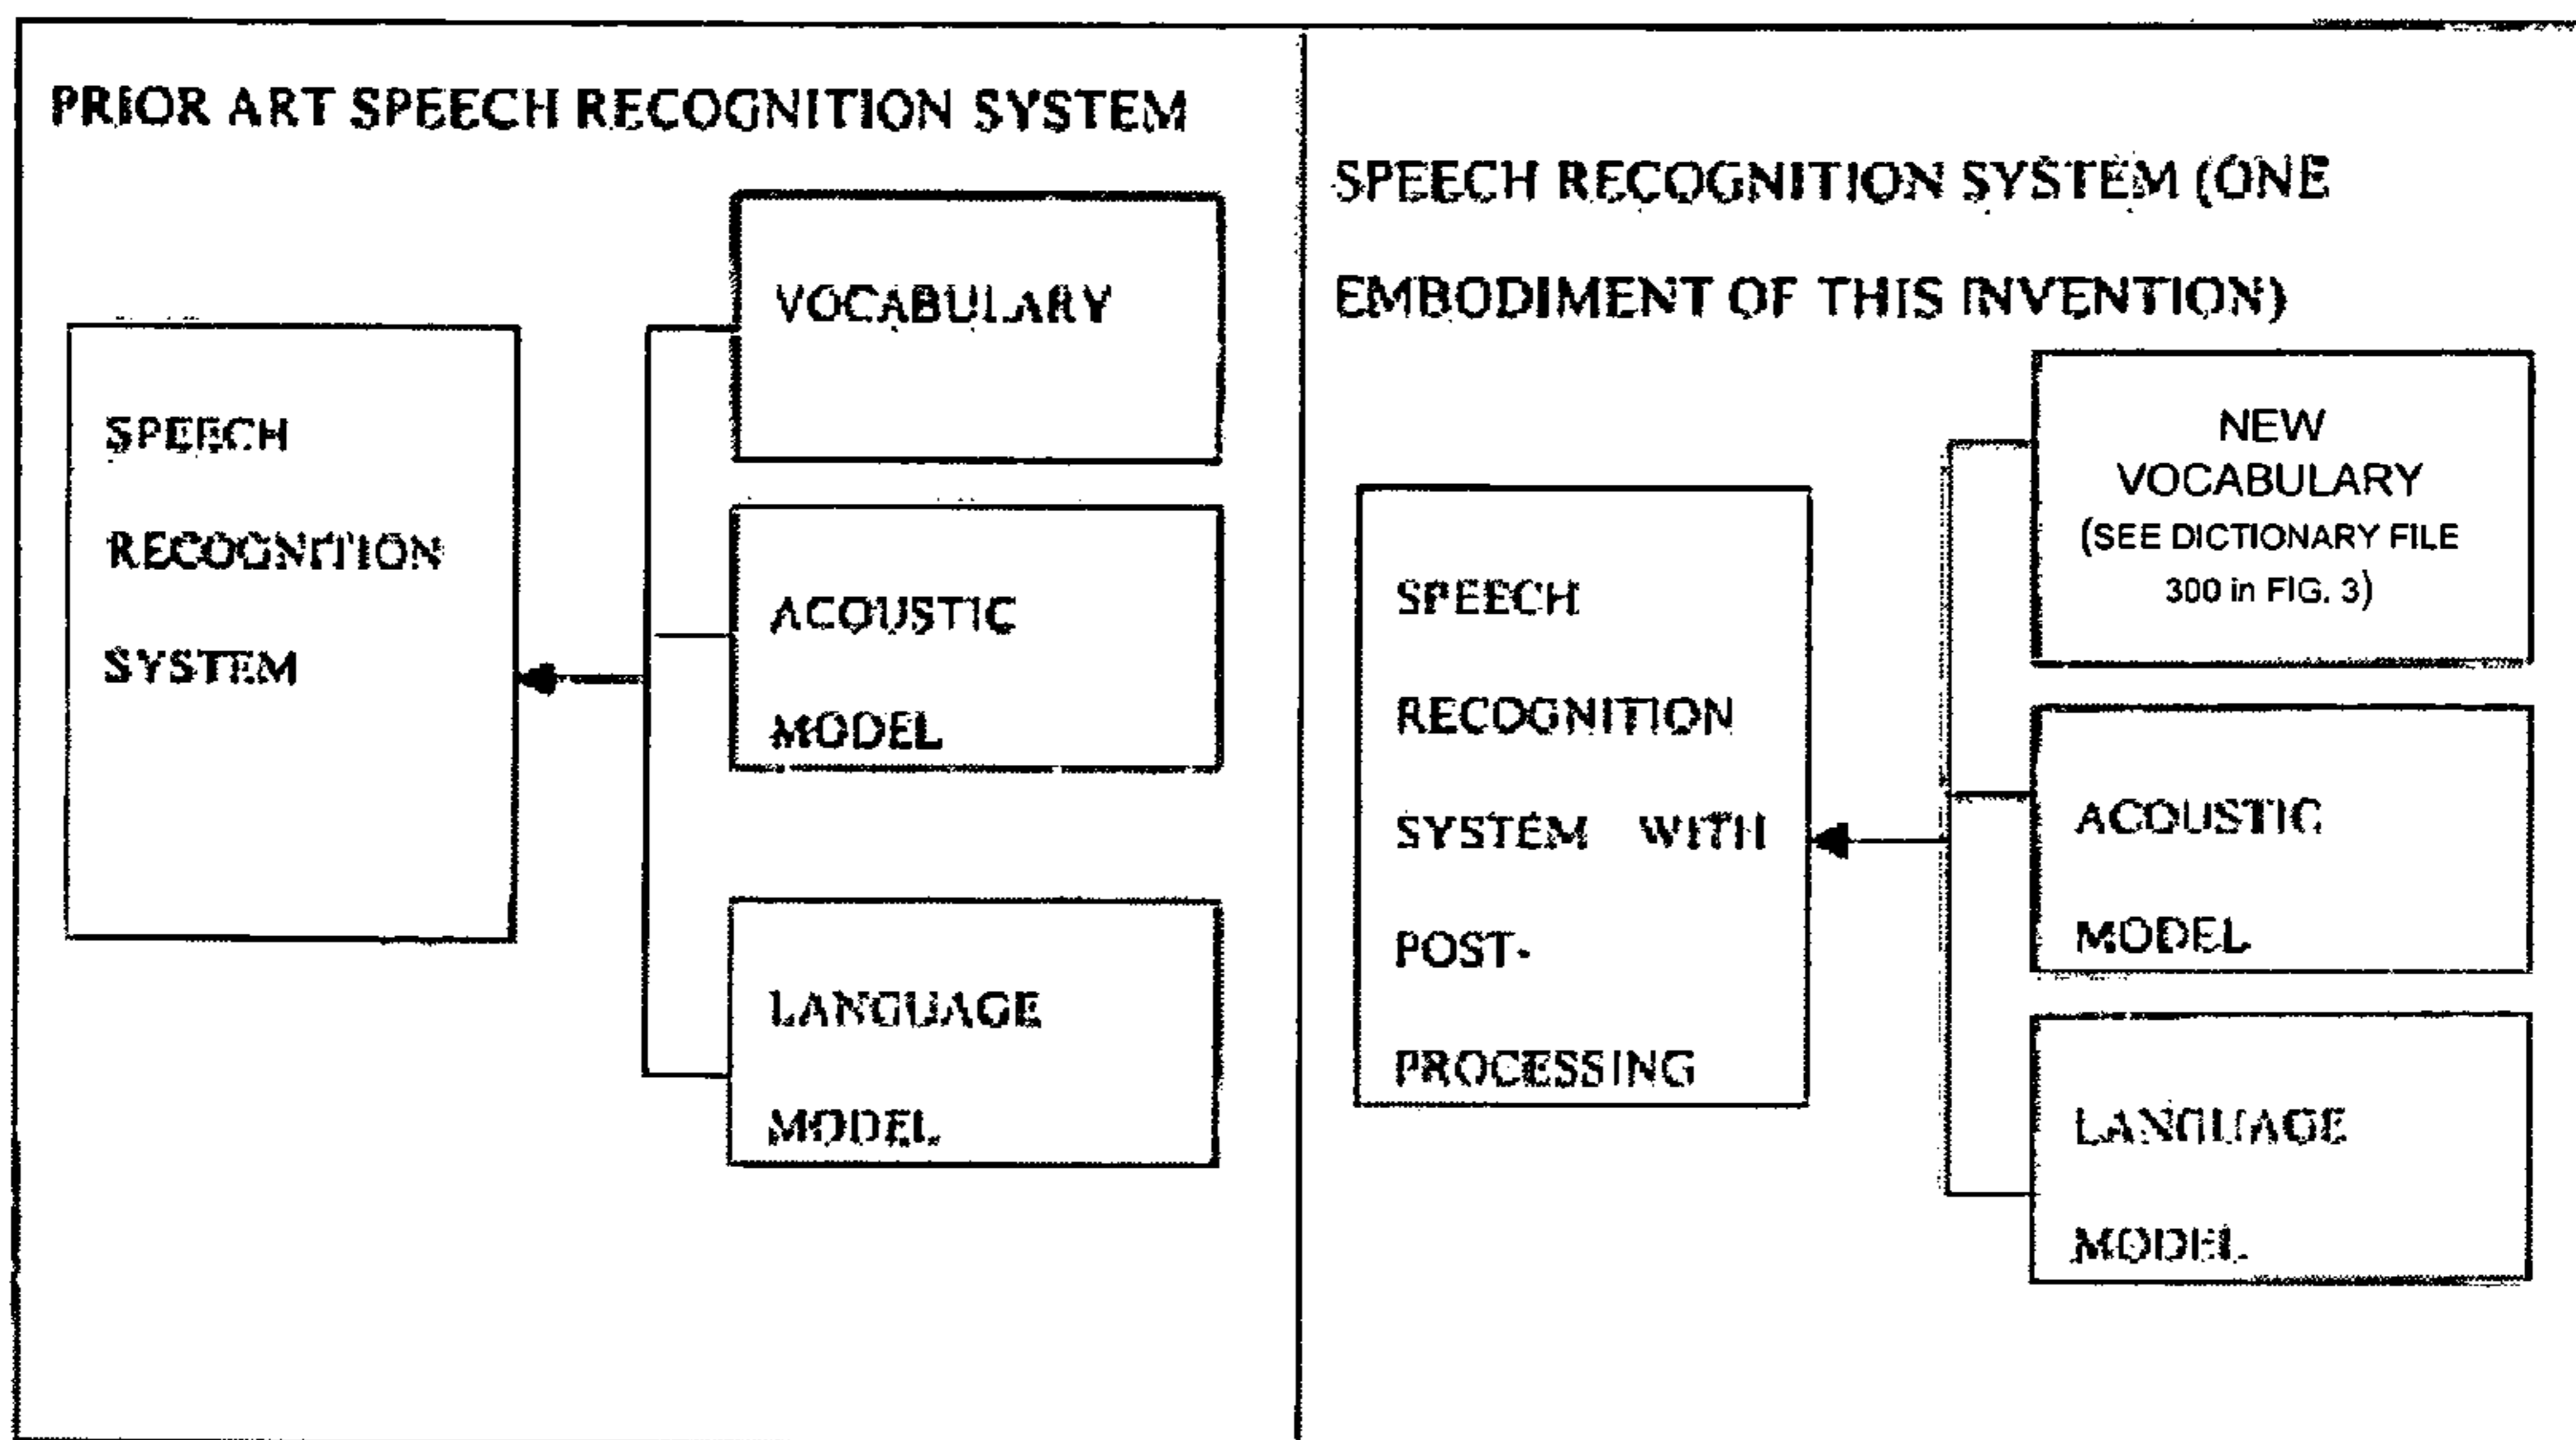 PRIOR ART SPEECH RECOGNITION SYSTEM
SPEECH
RECOGNITION
SYSTEM
VOCABULARY
ACOUSTIC
MODEL
LANGUAGE
MODEL
SPEECH RECOGNITION SYSTEM (ONE
EMBODIMENT OF THIS INVENTION)
SPEECH
RECOGNITION
SYSTEM WITH
POST-
PROCESSING
NEW
VOCABULARY
(SEE DICTIONARY FILE
300 in FIG. 3)
ACOUSTIC
MODEL
LANGUAGE
MODEL